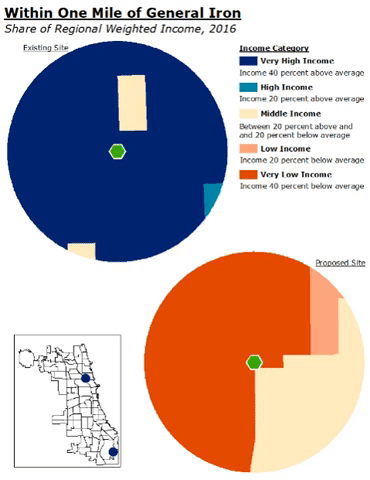 Within One Mile of General Iron
Share of Regional Weighted Income, 2016
Existing Site
Income Category
Very High Income
Income 40 percent above average
High Income
Income 20 percent above average
Middle Income
Between 20 percent above and
and 20 percent below average
Low Income
Income 20 percent below average
Very Low Income
Income 40 percent below average
Proposed Site